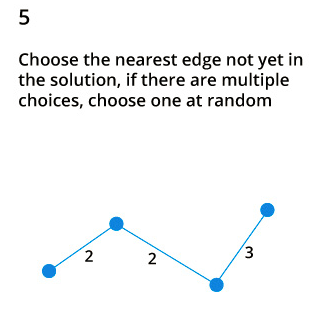 5
Choose the nearest edge not yet in
the solution, if there are multiple
choices, choose one at random
2
2
3